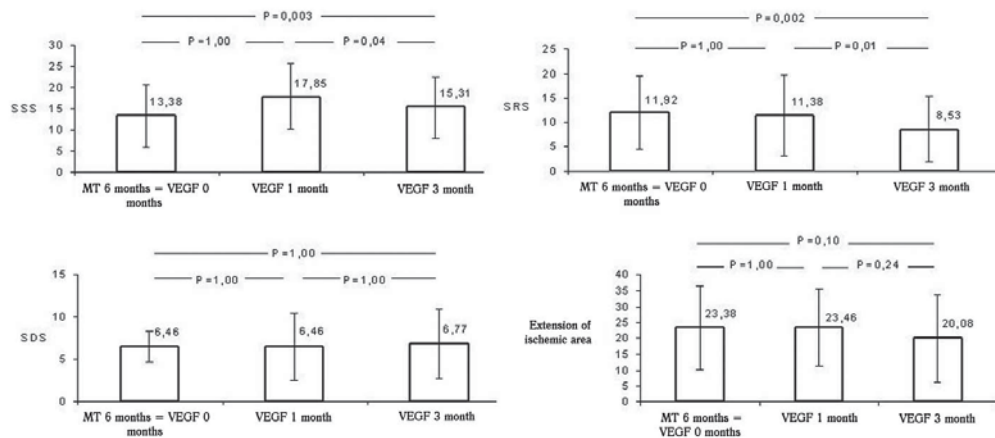 P=0,003
P=1,00
P=0,04
30
25
20
15
10
5
0
SSS
13,38
17,85
15,31
MT 6 months = VEGF 0 months
VEGF 1 month
VEGF 3 month
P=0,002
P=1,00
P=0,01
25
20
15
10
5
0
SRS
11,92
11,38
8,53
MT 6 months = VEGF 0 months
VEGF 1 month
VEGF 3 month
P=1,00
P=1,00
P=1,00
15
10
5
0
SDS
6,46
6,46
6,77
MT 6 months = VEGF 0 months
VEGF 1 month
VEGF 3 month
P=0,10
P=1,00
P=0,24
40
35
30
25
20
15
10
5
0
Extension of
ischemic area
23,38
23,46
20,08
MT 6 months =
VEGF 0 months
VEGF 1 month
VEGF 3 month